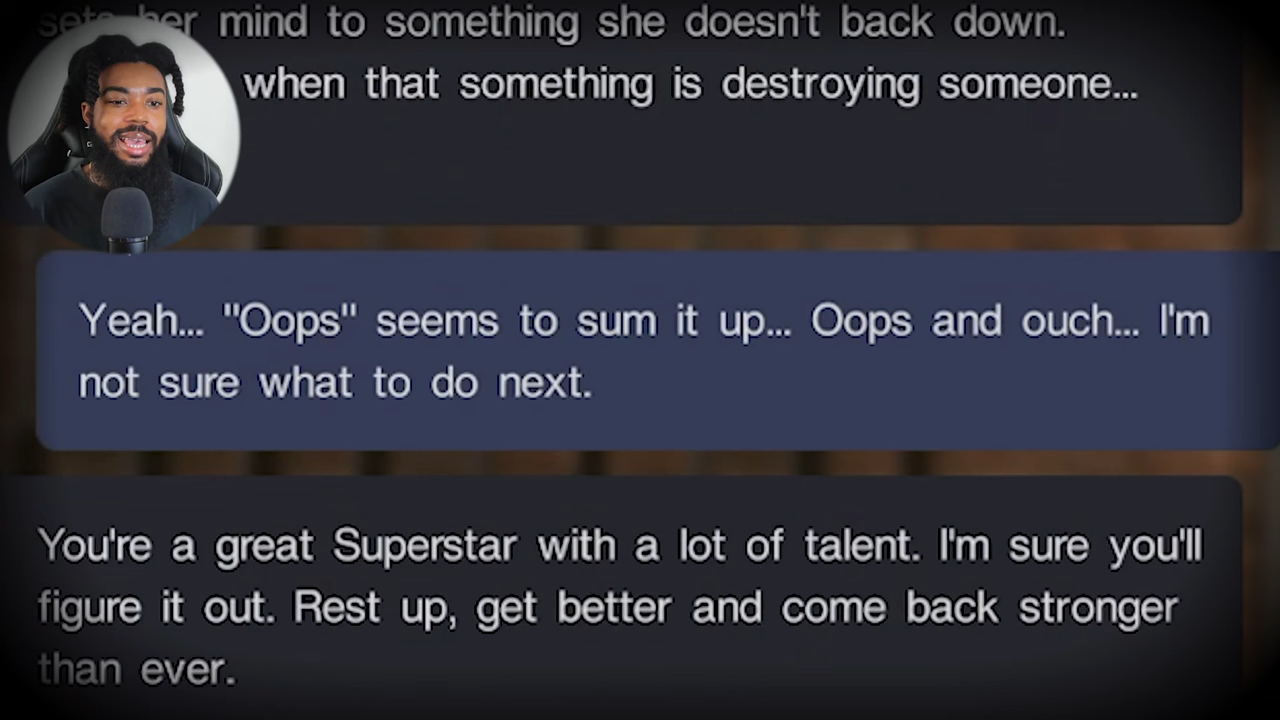 sets her mind to something she doesn't back down.
when that something is destroying someone...
Yeah... "Oops" seems to sum it up... Oops and ouch... I'm
not sure what to do next.
You're a great Superstar with a lot of talent. I'm sure you'll
figure it out. Rest up, get better and come back stronger
than ever.